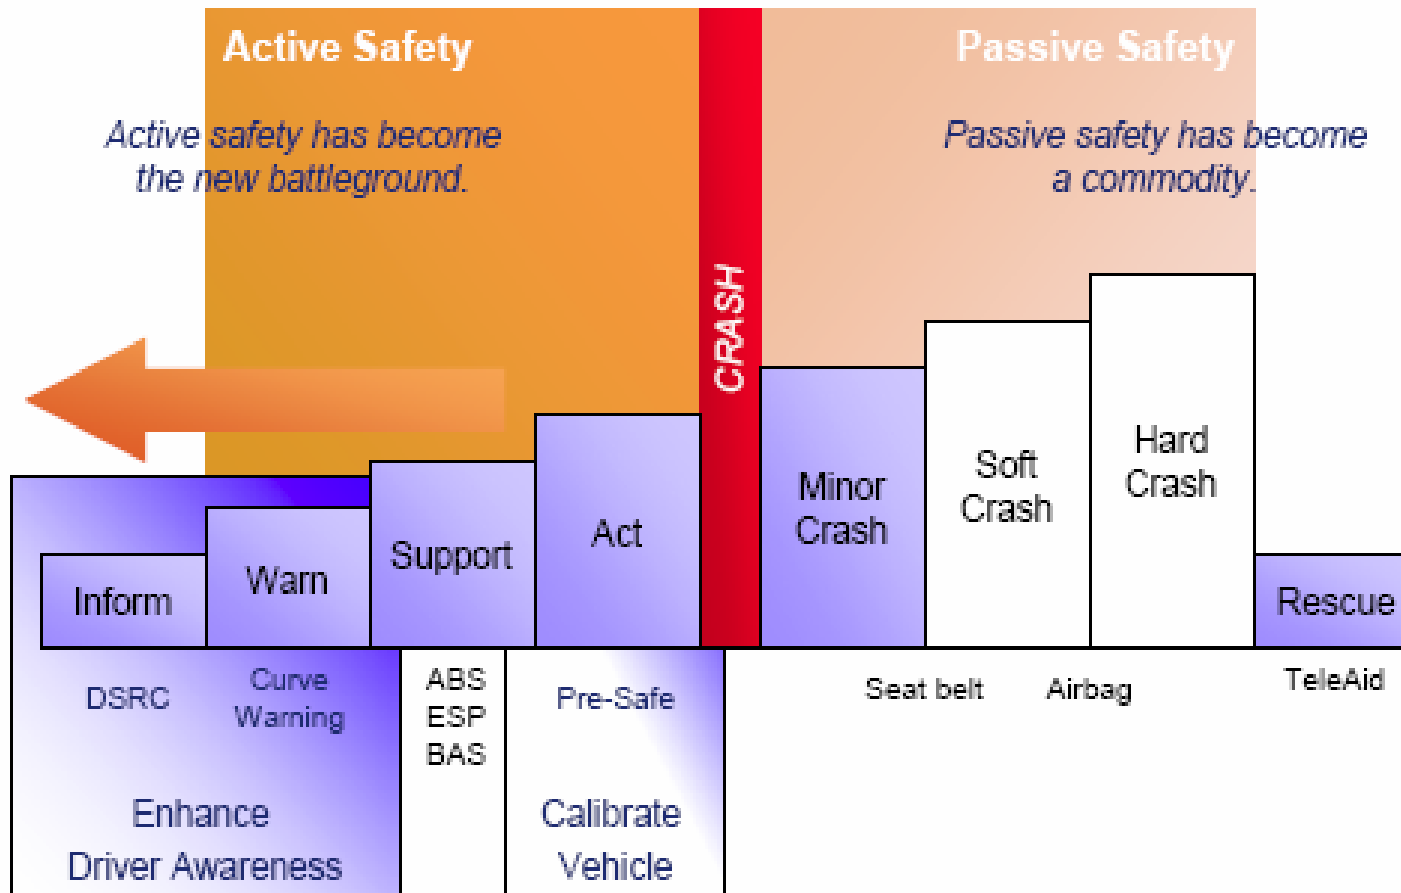 Active Safety
Passive Safety
Active safety has become
the new battleground.
Passive safety has become
a commodity.
CRASH
Inform
Warn
Support
Act
Minor
Crash
Soft
Crash
Hard
Crash
Rescue
DSRC
Curve
Warning
ABS
ESP
BAS
Pre-Safe
Seat belt
Airbag
TeleAid
Enhance
Driver Awareness
Calibrate
Vehicle